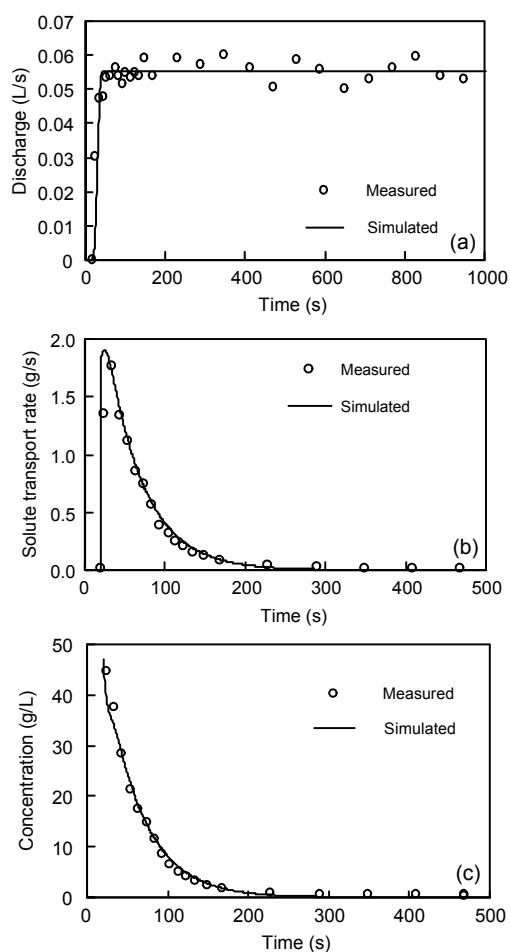 0.07
0.06
0.05
0.04
0.03
0.02
0.01
0
Discharge (L/s)
Measured
Simulated
(a)
0 200 400 600 800 1000
Time (s)
2.0
1.5
1.0
0.5
0.0
Solute transport rate (g/s)
Measured
Simulated
(b)
0 100 200 300 400 500
Time (s)
50
40
30
20
10
0
Concentration (g/L)
Measured
Simulated
(c)
0 100 200 300 400 500
Time (s)